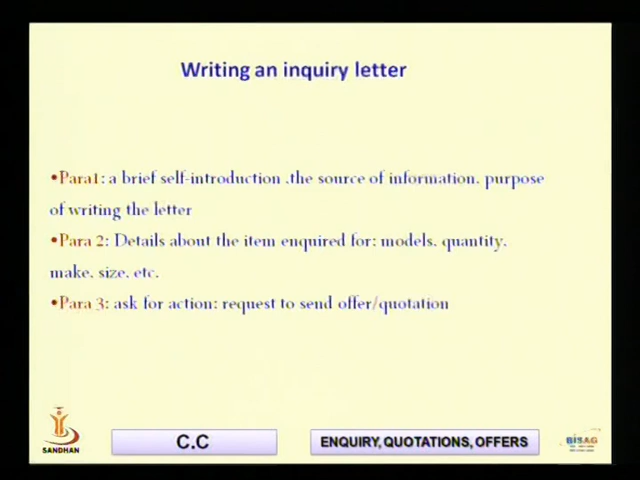 Writing an inquiry letter
•Para1: a brief self-introduction ,the source of information, purpose
of writing the letter
•Para 2: Details about the item enquired for: models, quantity,
make, size, etc.
•Para 3: ask for action: request to send offer/quotation
SANDHAN
C.C
ENQUIRY, QUOTATIONS, OFFERS
BISAG